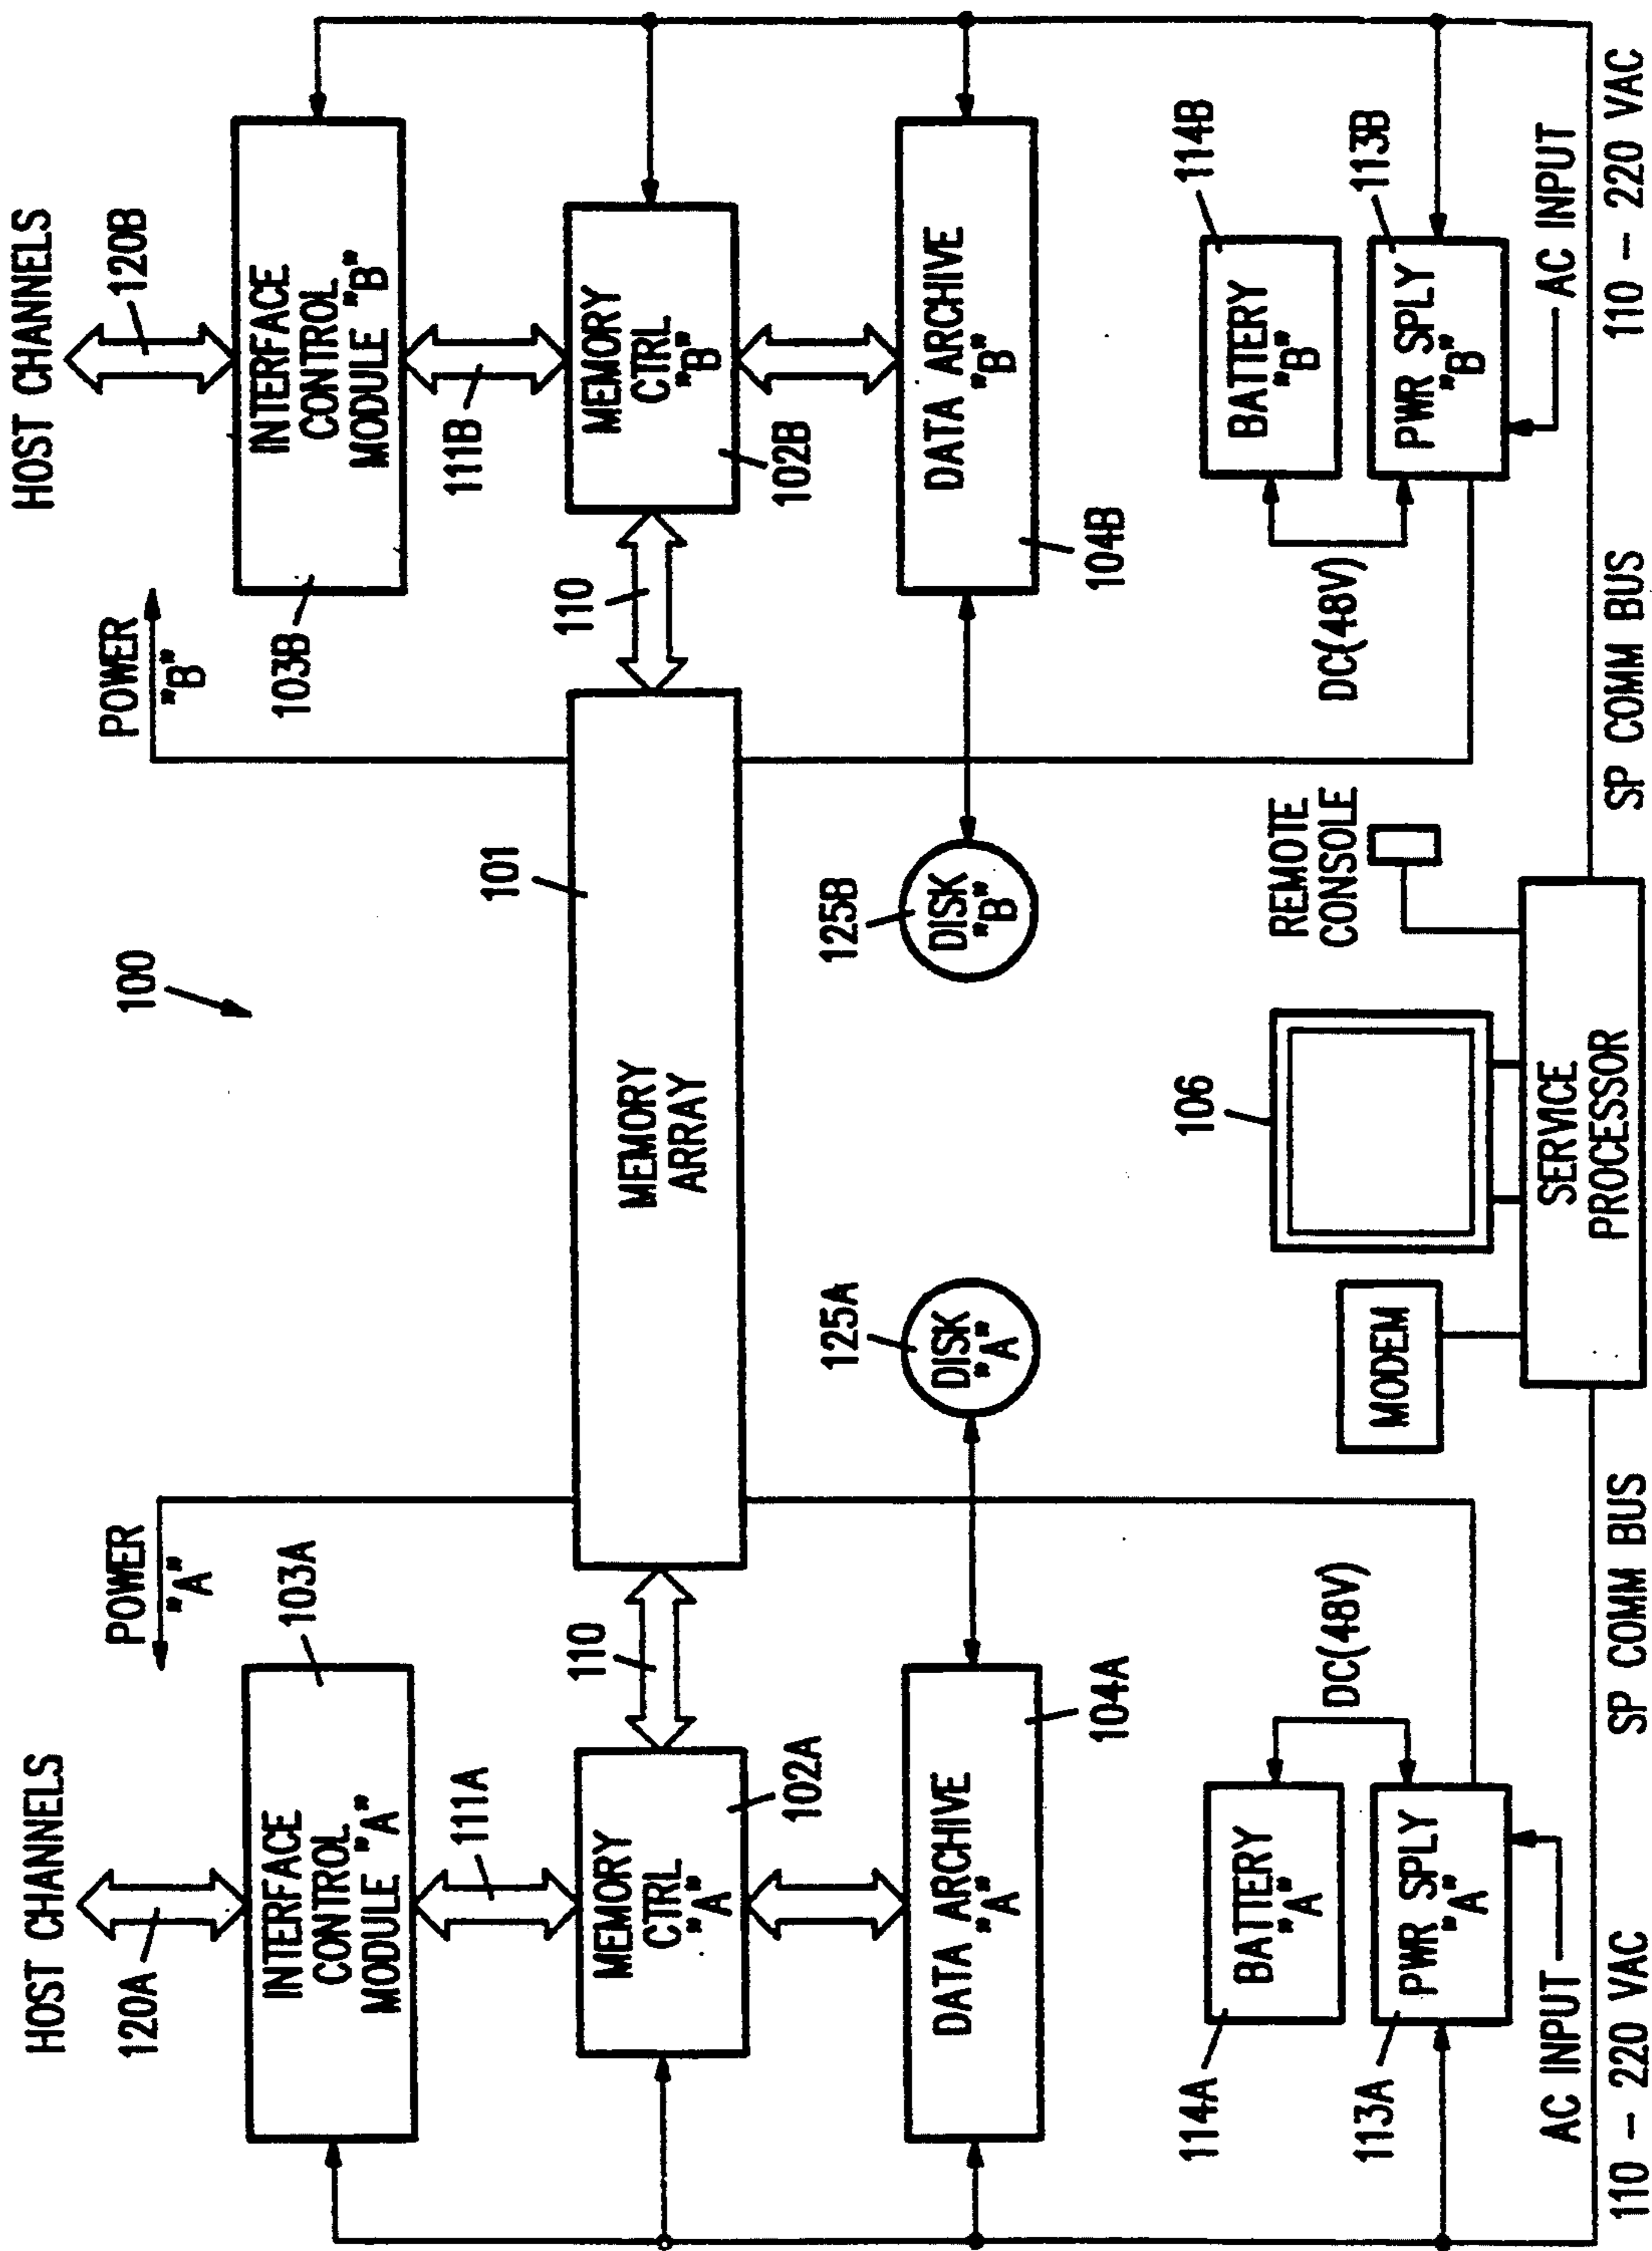 HOST CHANNELS
120A
INTERFACE
CONTROL
MODULE "A"
103A
POWER
"A"
111A
MEMORY
CTRL
"A"
102A
110
DATA ARCHIVE
"A"
104A
125A
DISK
"A"
114A
BATTERY
"A"
DC(48V)
113A
PWR SPLY
"A"
AC INPUT
110 - 220 VAC
SP COMM BUS
100
101
MEMORY
ARRAY
MODEM
106
SERVICE
PROCESSOR
REMOTE
CONSOLE
HOST CHANNELS
120B
INTERFACE
CONTROL
MODULE "B"
103B
POWER
"B"
111B
MEMORY
CTRL
"B"
102B
110
DATA ARCHIVE
"B"
104B
125B
DISK
"B"
114B
BATTERY
"B"
DC(48V)
113B
PWR SPLY
"B"
AC INPUT
SP COMM BUS
110 - 220 VAC